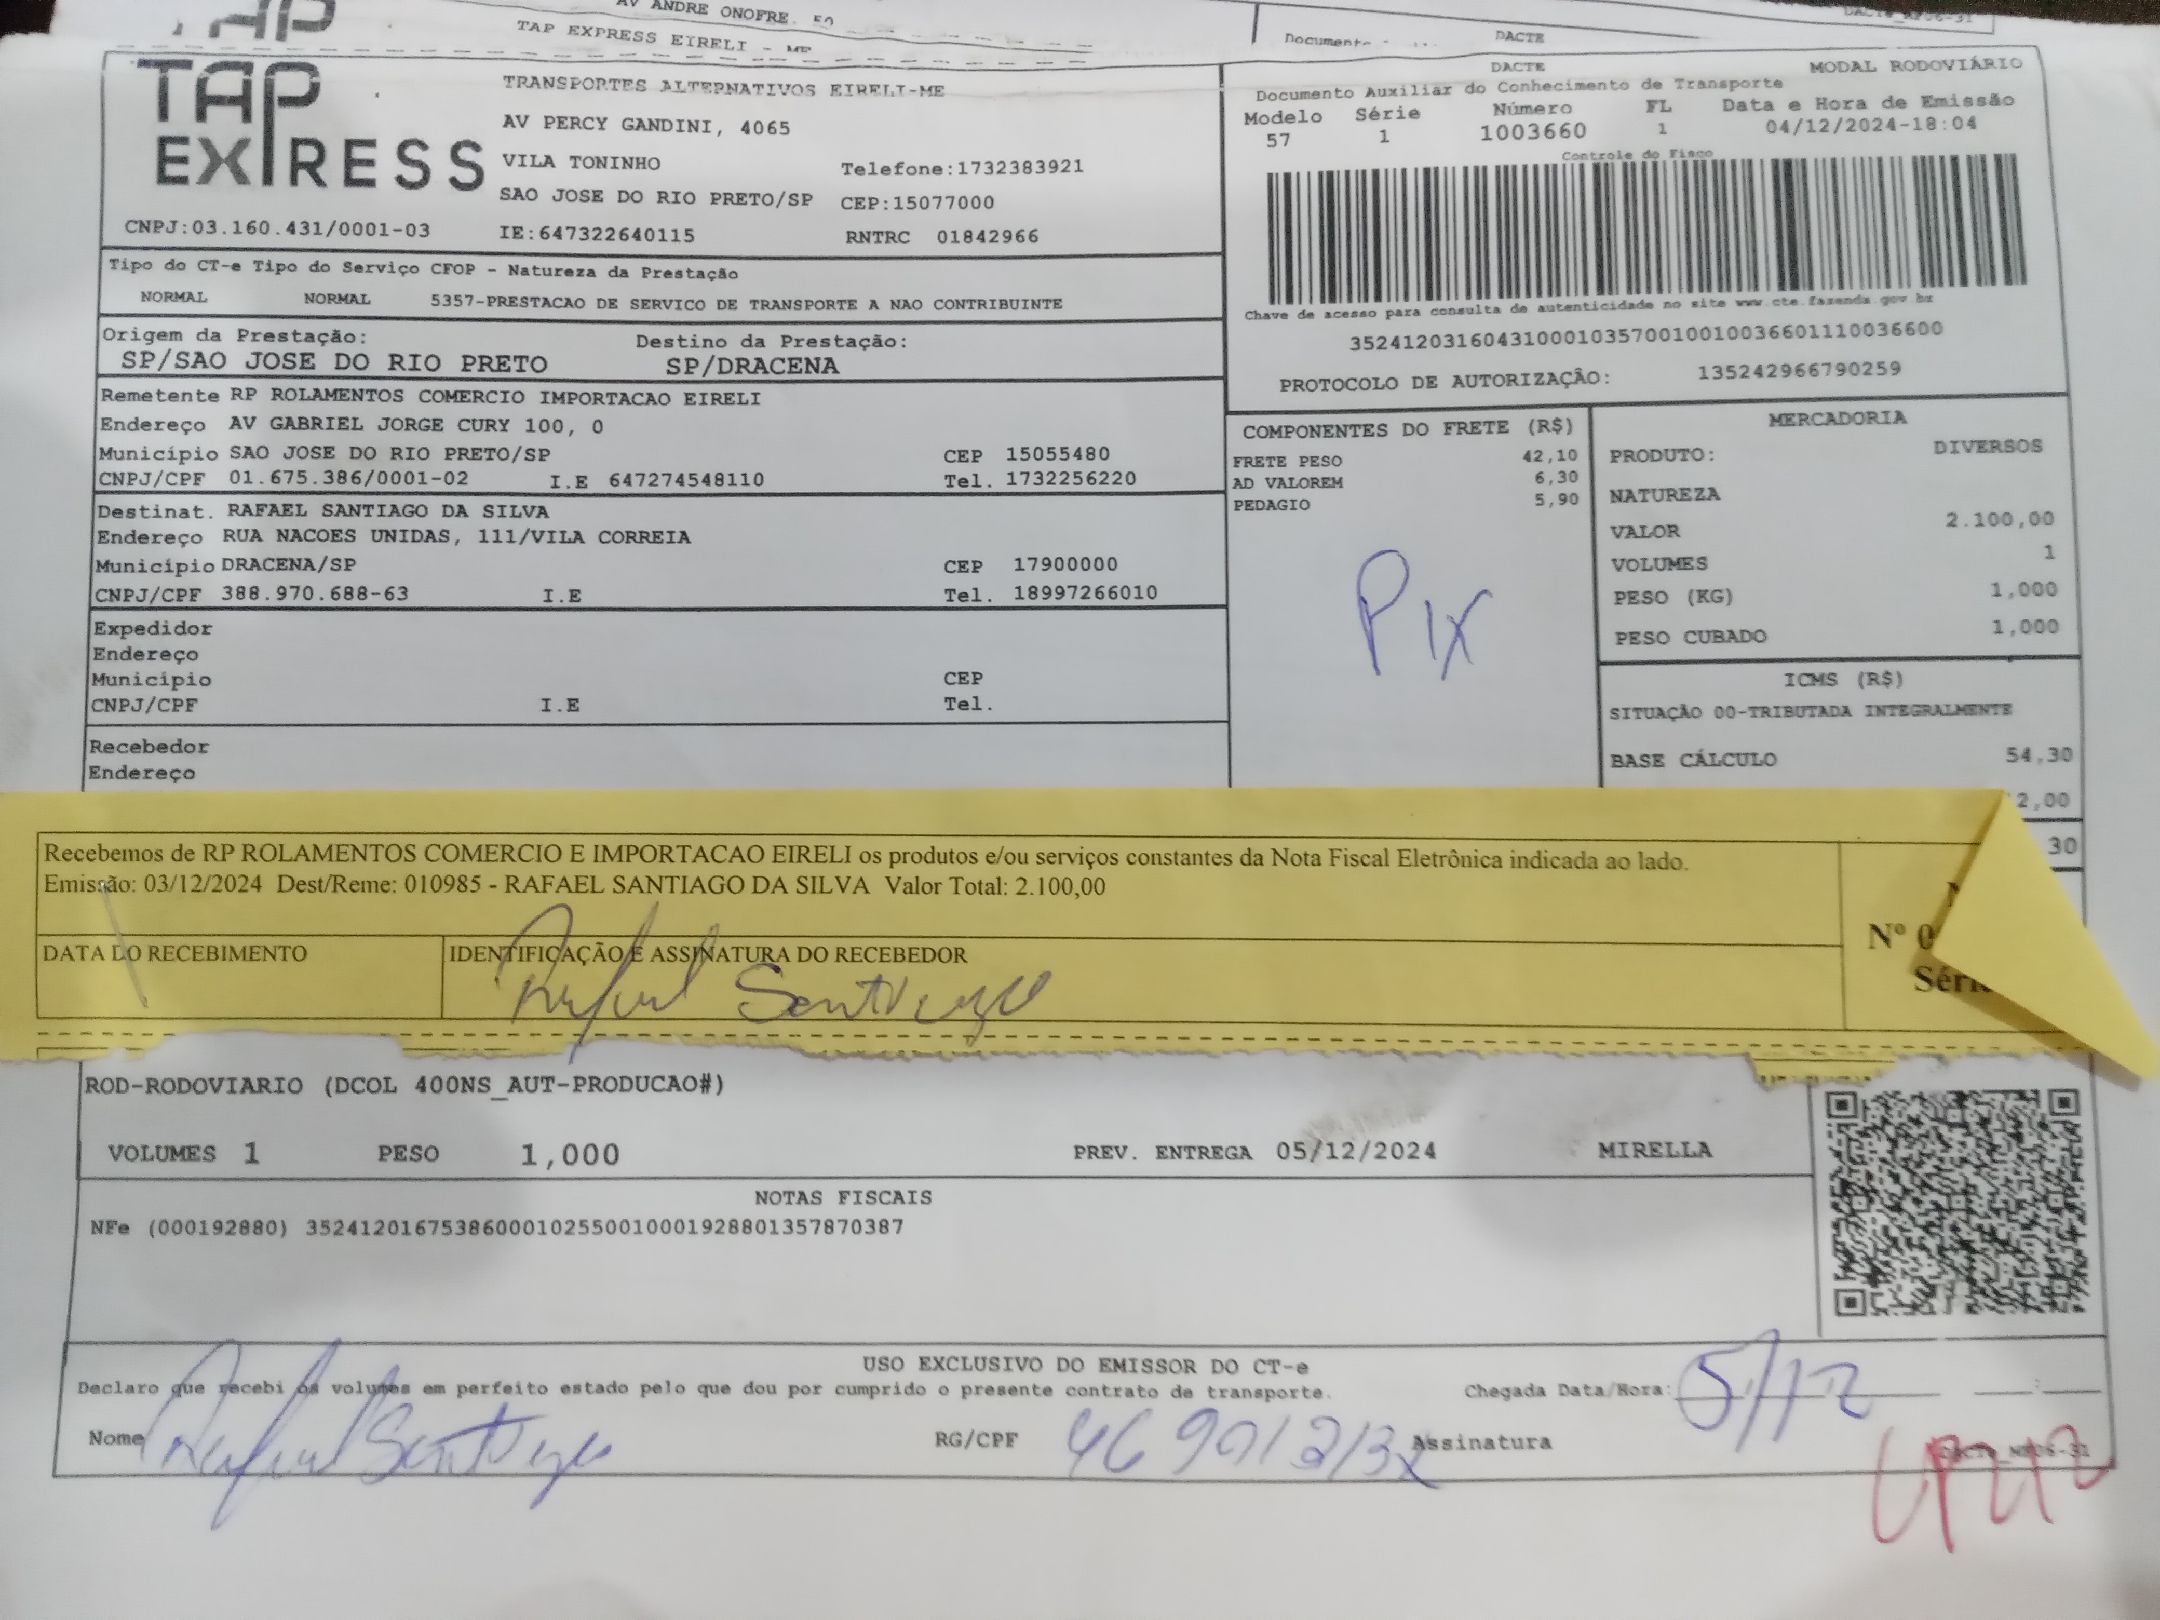 AV ANDRE ONOFRE, 50
TAP EXPRESS EIRELI - ME
DACTE
TAP EXPRESS
TRANSPORTES ALTERNATIVOS EIRELI-ME
AV PERCY GANDINI, 4065
VILA TONINHO Telefone:1732383921
SAO JOSE DO RIO PRETO/SP CEP:15077000
CNPJ:03.160.431/0001-03 IE:647322640115 RNTRC 01842966
DACTE MODAL RODOVIÁRIO
Documento Auxiliar do Conhecimento de Transporte
Modelo Série Número FL Data e Hora de Emissão
57 1 1003660 1 04/12/2024-18:04
Controle do Fisco
Chave de acesso para consulta de autenticidade no site www.cte.fazenda.gov.br
35241203160431000103570010010036601110036600
PROTOCOLO DE AUTORIZAÇÃO: 135242966790259
Tipo do CT-e Tipo do Serviço CFOP - Natureza da Prestação
NORMAL NORMAL 5357-PRESTACAO DE SERVICO DE TRANSPORTE A NAO CONTRIBUINTE
Origem da Prestação: Destino da Prestação:
SP/SAO JOSE DO RIO PRETO SP/DRACENA
Remetente RP ROLAMENTOS COMERCIO IMPORTACAO EIRELI
Endereço AV GABRIEL JORGE CURY 100, 0
Município SAO JOSE DO RIO PRETO/SP CEP 15055480
CNPJ/CPF 01.675.386/0001-02 I.E 647274548110 Tel. 1732256220
Destinat. RAFAEL SANTIAGO DA SILVA
Endereço RUA NACOES UNIDAS, 111/VILA CORREIA
Município DRACENA/SP CEP 17900000
CNPJ/CPF 388.970.688-63 I.E Tel. 18997266010
Expedidor
Endereço
Município CEP
CNPJ/CPF I.E Tel.
Recebedor
Endereço
COMPONENTES DO FRETE (R$)
FRETE PESO 42,10
AD VALOREM 6,30
PEDAGIO 5,90
Pix
MERCADORIA
PRODUTO: DIVERSOS
NATUREZA
VALOR 2.100,00
VOLUMES 1
PESO (KG) 1,000
PESO CUBADO 1,000
ICMS (R$)
SITUAÇÃO 00-TRIBUTADA INTEGRALMENTE
BASE CÁLCULO 54,30
2,00
30
Recebemos de RP ROLAMENTOS COMERCIO E IMPORTACAO EIRELI os produtos e/ou serviços constantes da Nota Fiscal Eletrônica indicada ao lado.
Emissão: 03/12/2024 Dest/Reme: 010985 - RAFAEL SANTIAGO DA SILVA Valor Total: 2.100,00
Nº 0
DATA DO RECEBIMENTO IDENTIFICAÇÃO E ASSINATURA DO RECEBEDOR
Rafael Santiago
ROD-RODOVIARIO (DCOL 400NS_AUT-PRODUCAO#)
VOLUMES 1 PESO 1,000 PREV. ENTREGA 05/12/2024 MIRELLA
NOTAS FISCAIS
NFe (000192880) 35241201675386000102550010001928801357870387
USO EXCLUSIVO DO EMISSOR DO CT-e
Declaro que recebi os volumes em perfeito estado pelo que dou por cumprido o presente contrato de transporte. Chegada Data/Hora: 5/12
Nome Rafael Santiago RG/CPF Assinatura